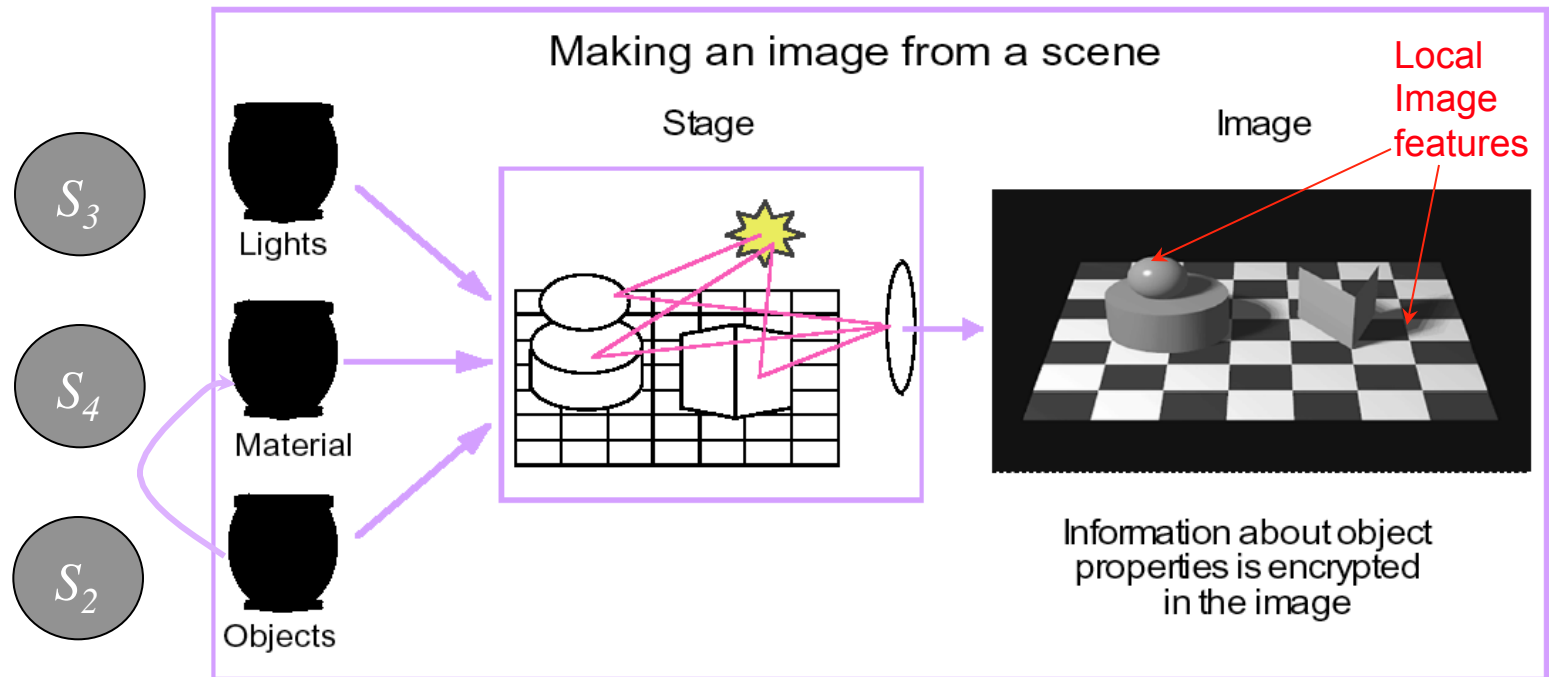 Making an image from a scene
Local
Image
features
Stage
Image
S3
Lights
S4
Material
S2
Objects
Information about object
properties is encrypted
in the image